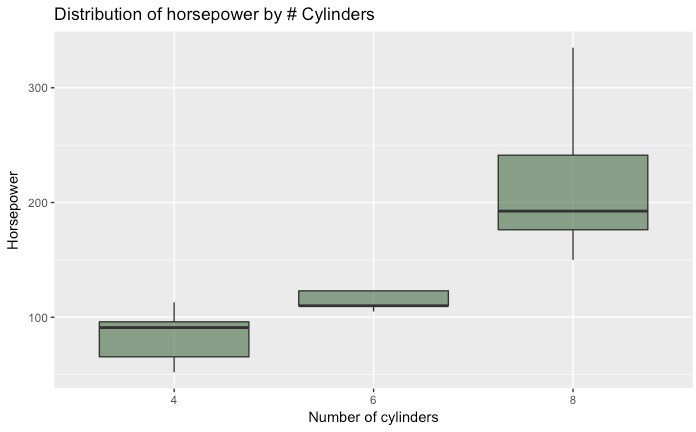 Distribution of horsepower by # Cylinders
300
200
100
Horsepower
4 6 8
Number of cylinders